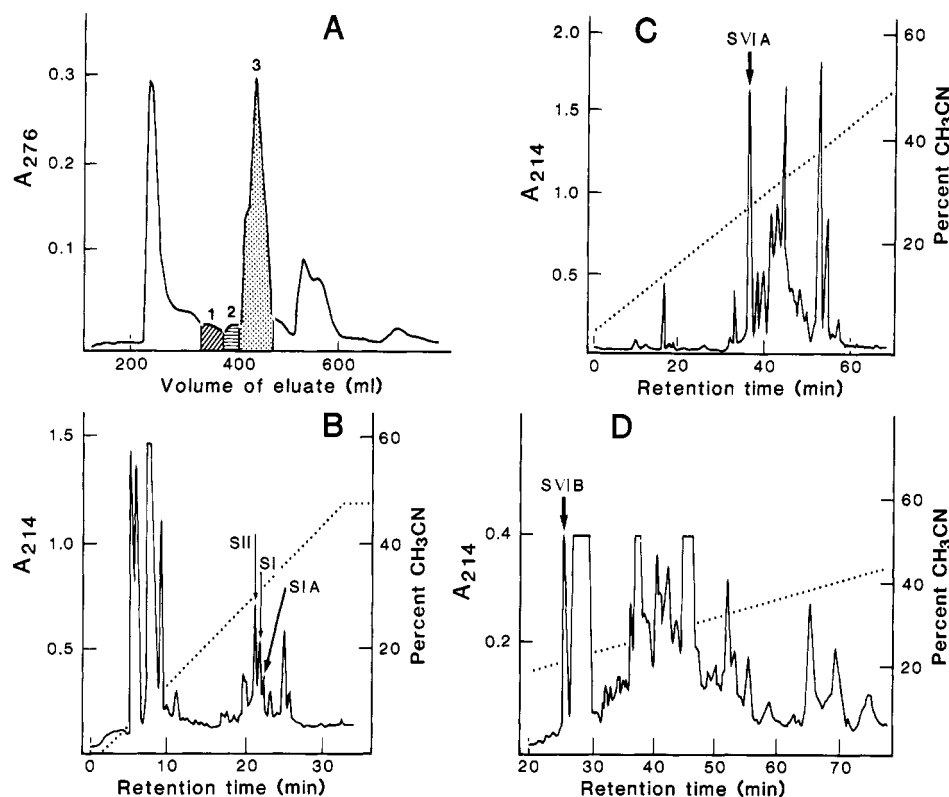 A
A276
0.3
0.2
0.1
1
2
3
200
400
600
Volume of eluate (ml)
C
A214
2.0
1.5
1.0
0.5
SVIA
60
40
20
Percent CH3CN
0
20
40
60
Retention time (min)
B
A214
1.5
1.0
0.5
SII
SI
SIA
60
40
20
Percent CH3CN
0
10
20
30
Retention time (min)
D
A214
0.4
0.2
SVIB
60
40
20
Percent CH3CN
20
30
40
50
60
70
Retention time (min)